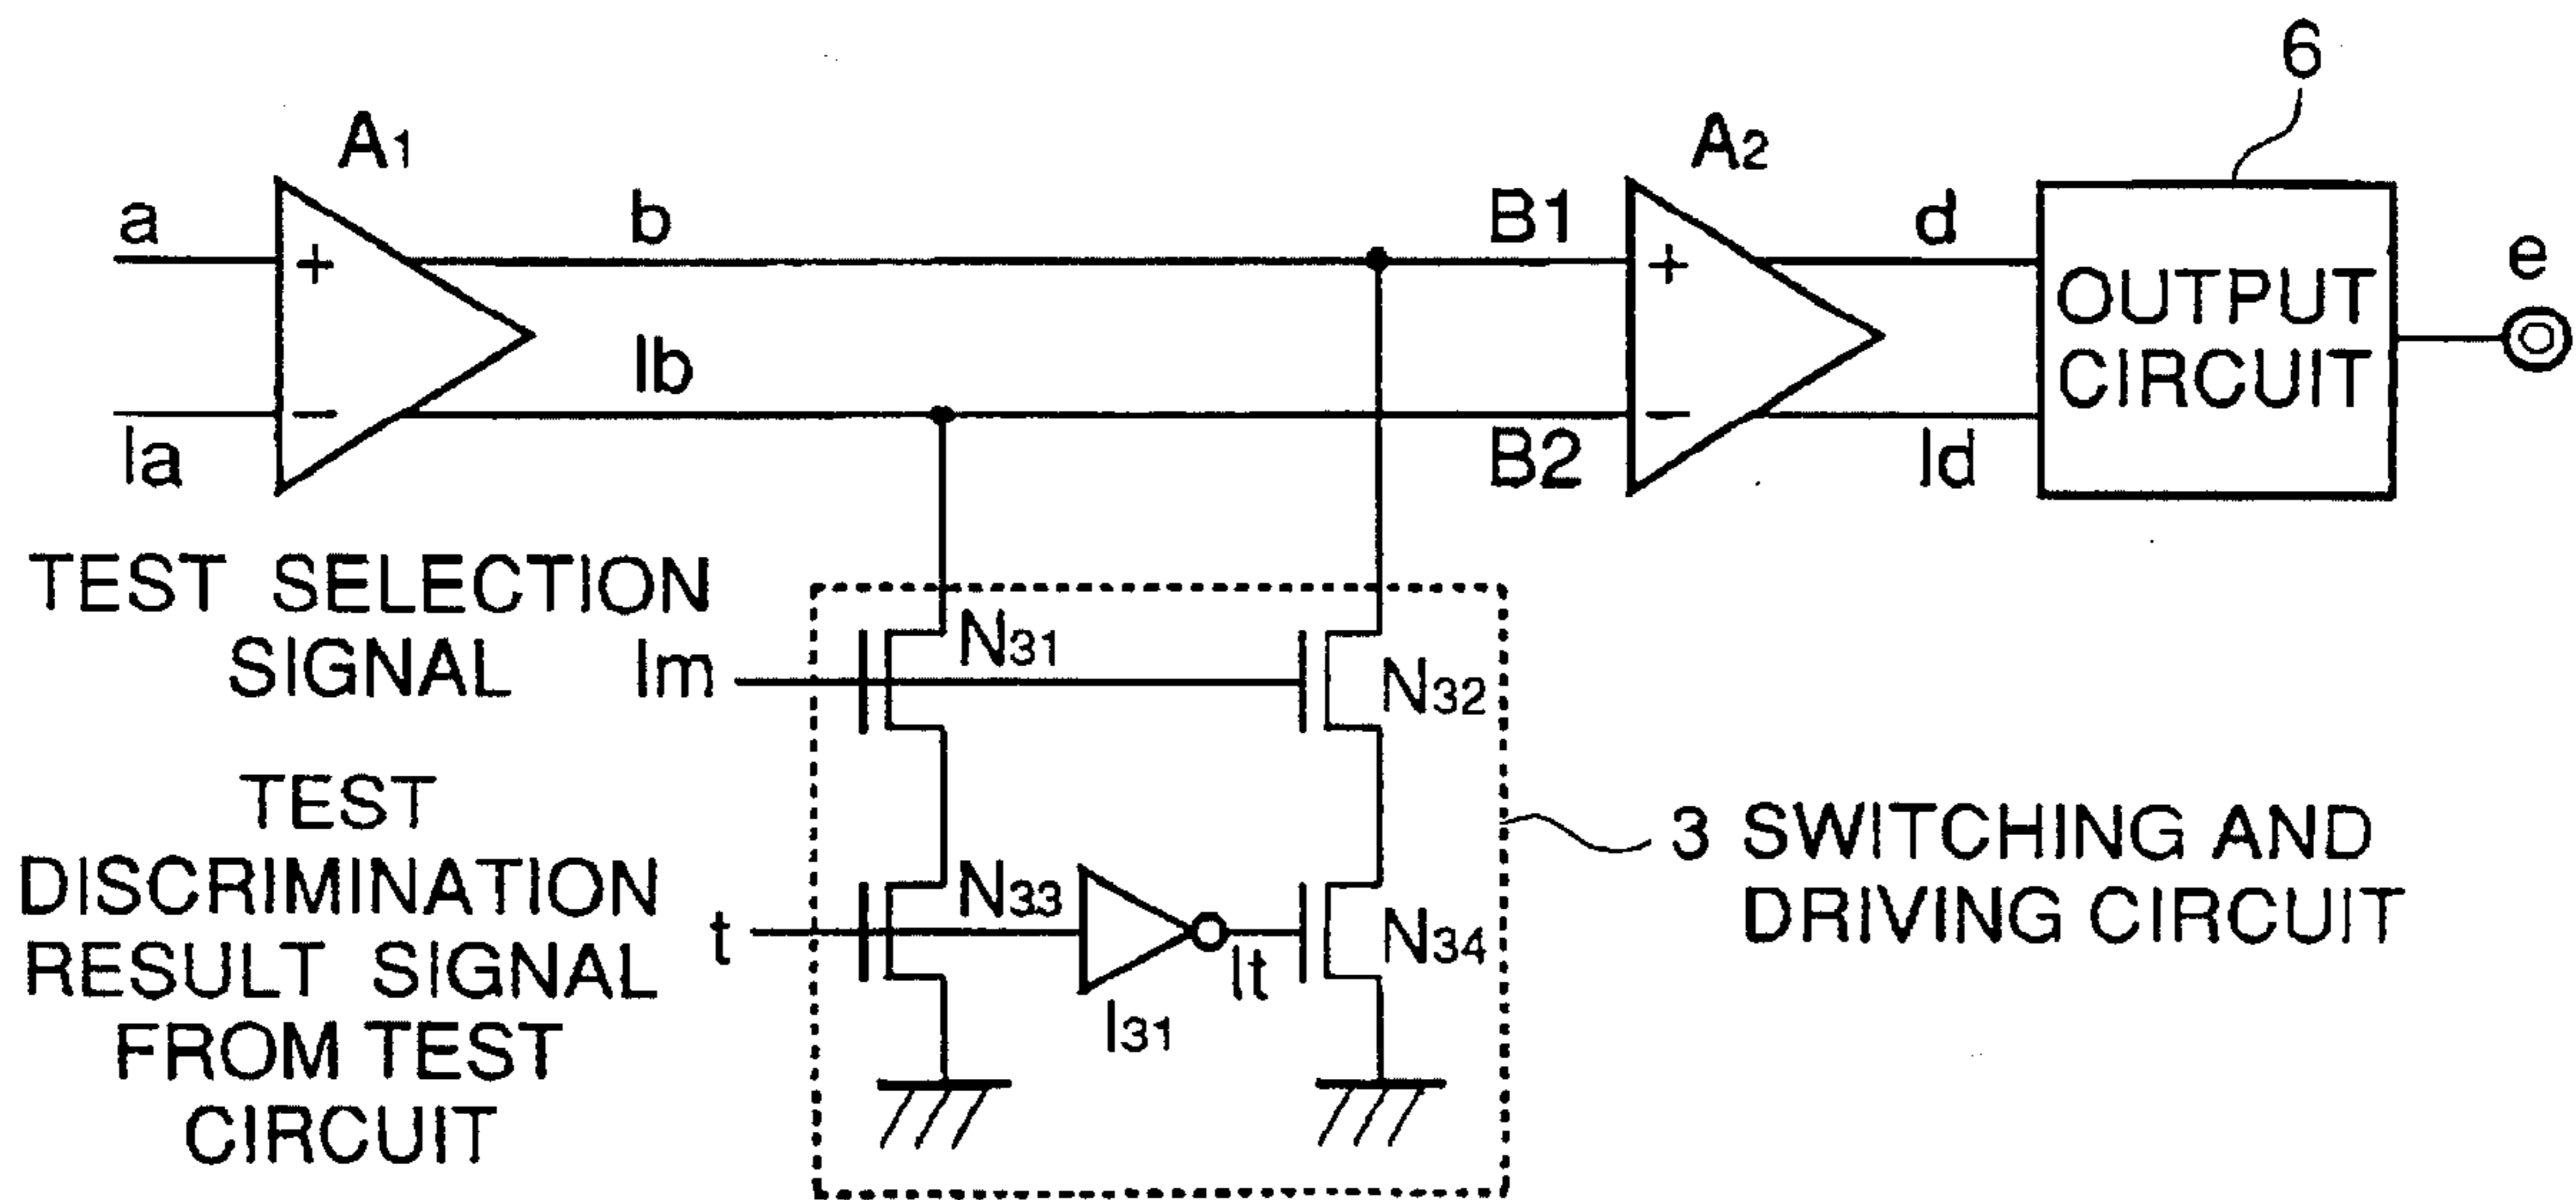 6
A1
A2
a
b
B1
d
e
+
+
OUTPUT
CIRCUIT
Ib
−
−
Ia
B2
Id
TEST SELECTION
SIGNAL Im
N31
N32
TEST
DISCRIMINATION
RESULT SIGNAL
FROM TEST
CIRCUIT
t
N33
I31
It
N34
3 SWITCHING AND
DRIVING CIRCUIT